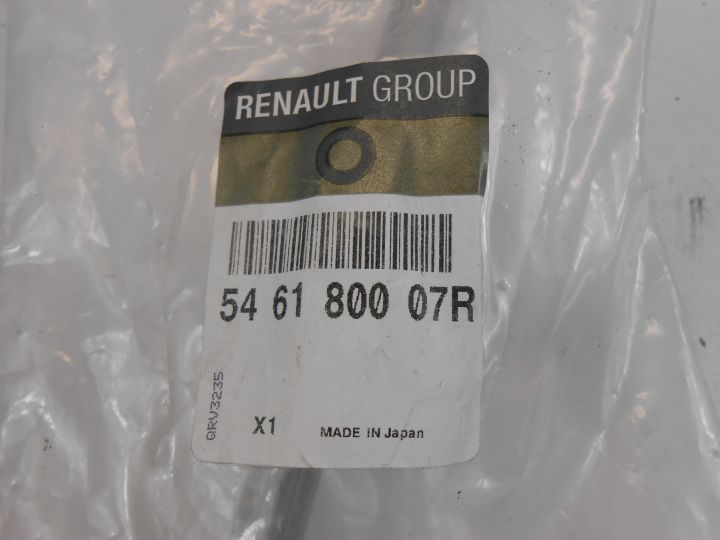 RENAULT GROUP
54 61 800 07R
QRV3235
X1
MADE IN Japan